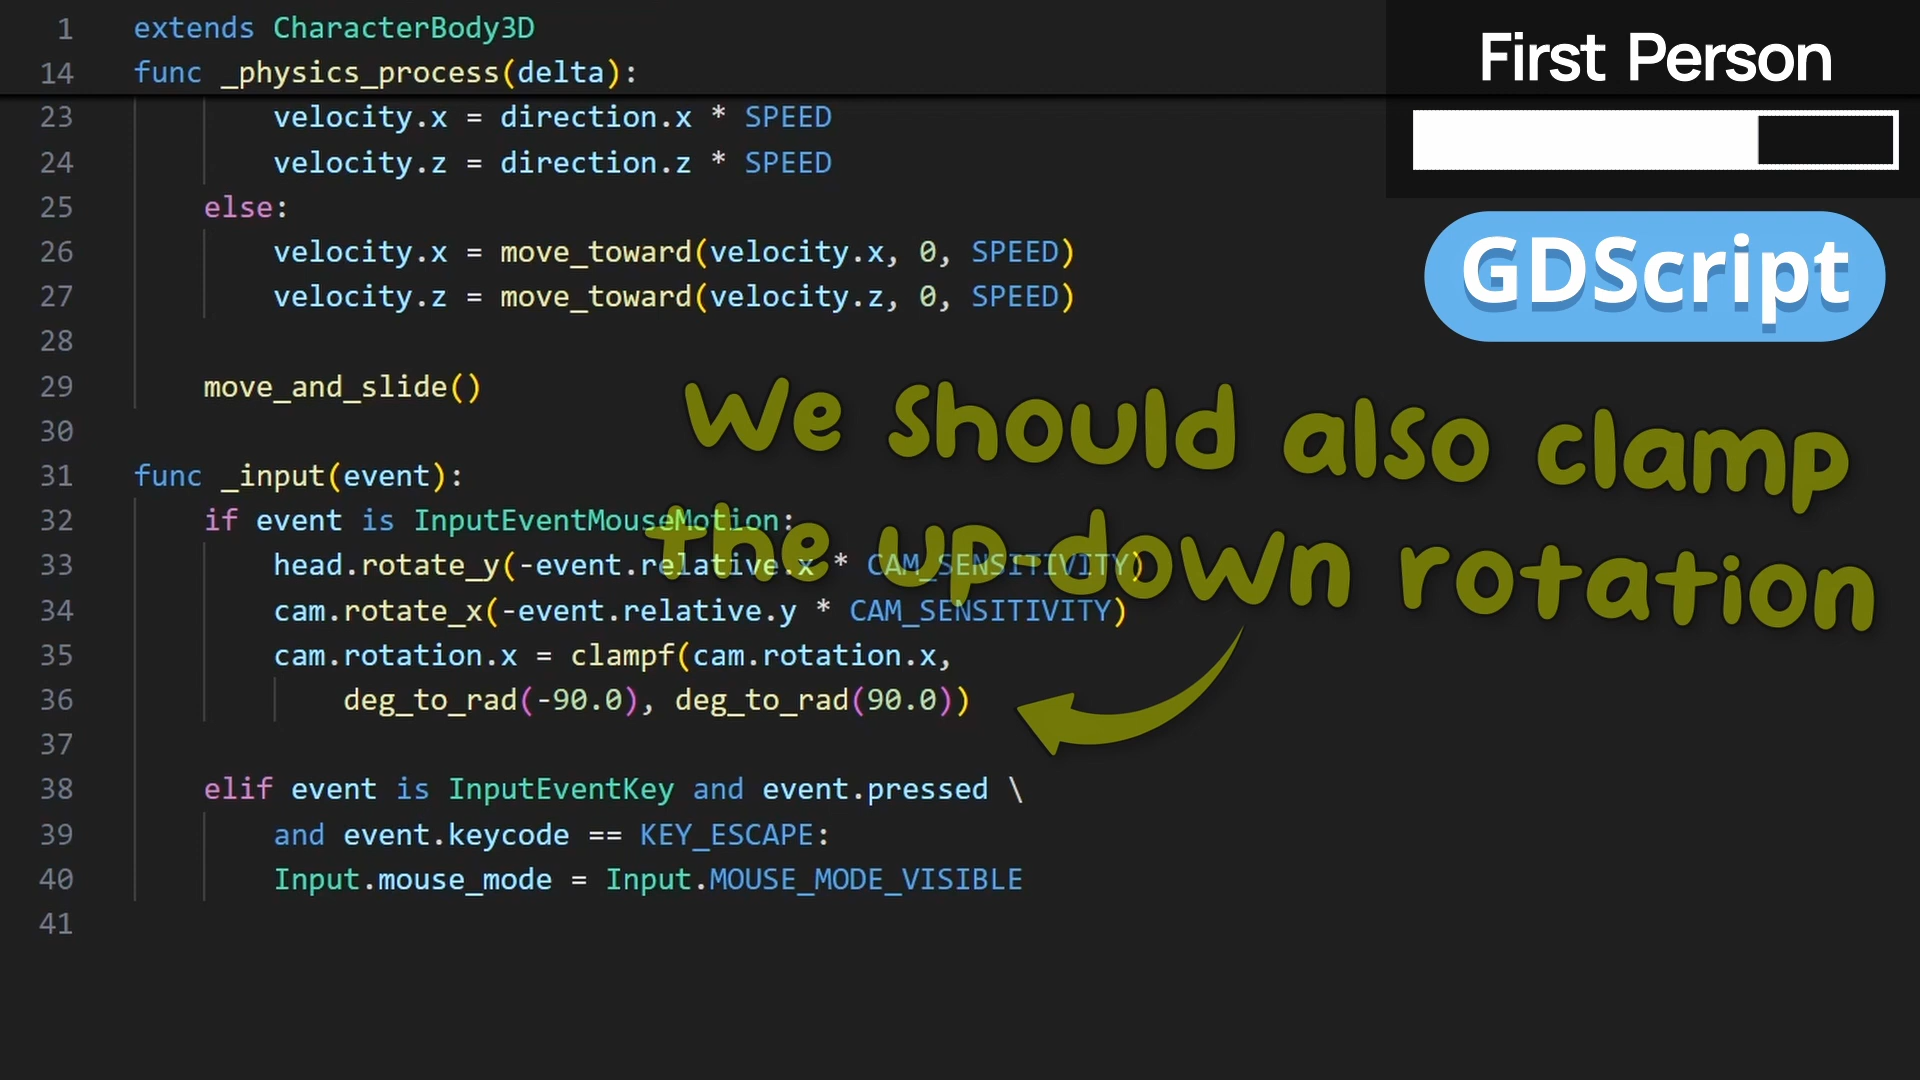 1 extends CharacterBody3D
14 func _physics_process(delta):
23 velocity.x = direction.x * SPEED
24 velocity.z = direction.z * SPEED
25 else:
26 velocity.x = move_toward(velocity.x, 0, SPEED)
27 velocity.z = move_toward(velocity.z, 0, SPEED)
28
29 move_and_slide()
30
31 func _input(event):
32 if event is InputEventMouseMotion:
33 head.rotate_y(-event.relative.x * CAM_SENSITIVITY)
34 cam.rotate_x(-event.relative.y * CAM_SENSITIVITY)
35 cam.rotation.x = clampf(cam.rotation.x,
36 deg_to_rad(-90.0), deg_to_rad(90.0))
37
38 elif event is InputEventKey and event.pressed \
39 and event.keycode == KEY_ESCAPE:
40 Input.mouse_mode = Input.MOUSE_MODE_VISIBLE
41
First Person
GDScript
We should also clamp
the up-down rotation